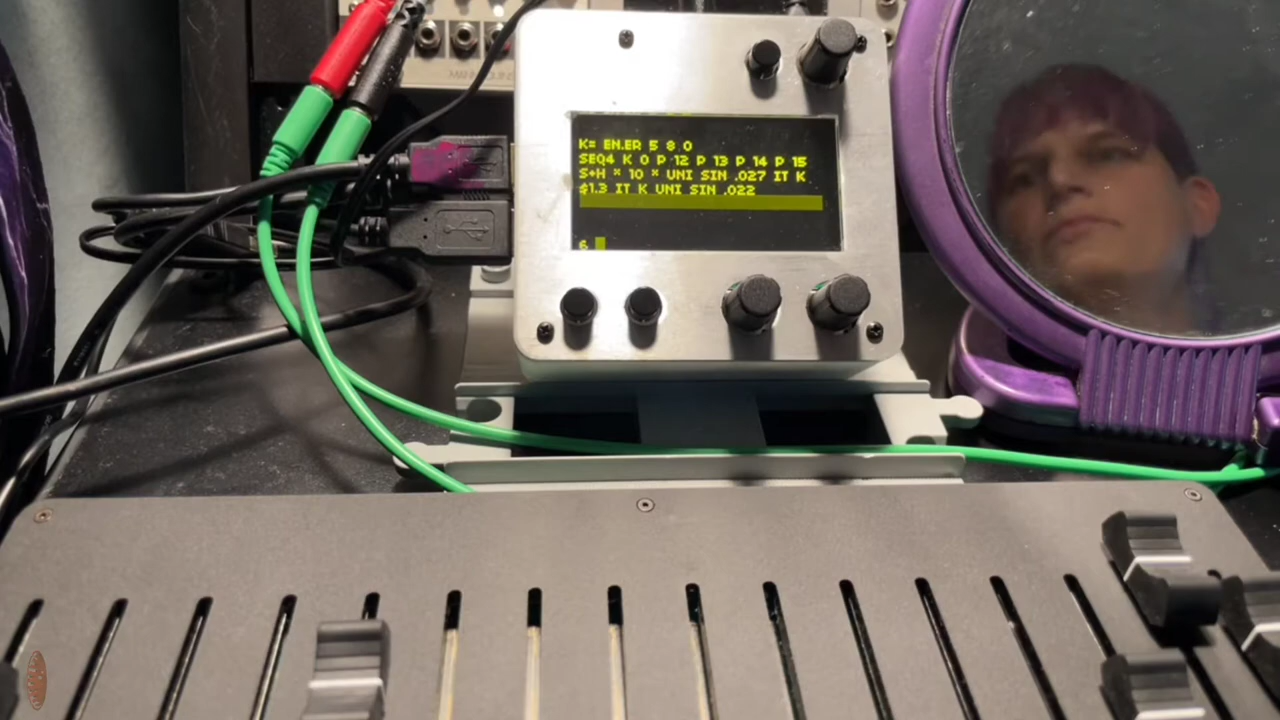 K= EN.ER 5 8 0
SEQ4 K 0 P 12 P 13 P 14 P 15
S+H * 10 * UNI SIN .027 IT K
$1.3 IT K UNI SIN .022
6